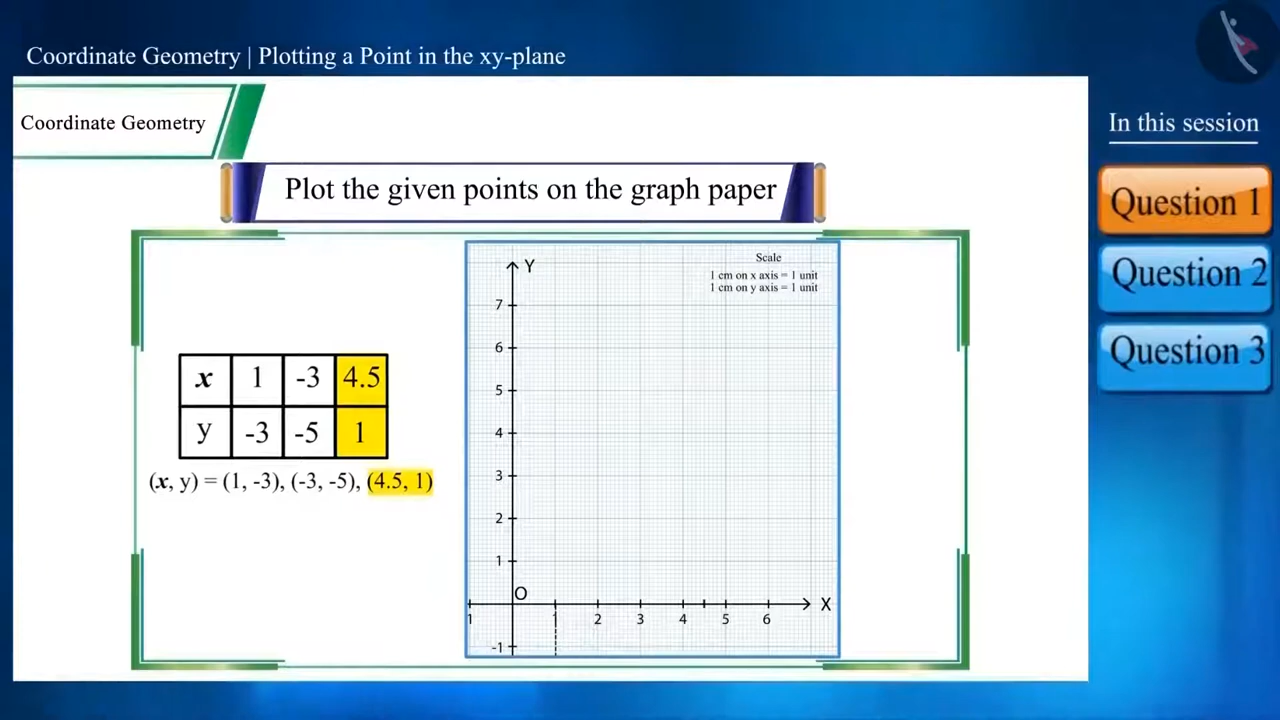 Coordinate Geometry | Plotting a Point in the xy-plane
Coordinate Geometry
In this session
Plot the given points on the graph paper
Question 1
Question 2
Question 3
Scale
1 cm on x axis = 1 unit
1 cm on y axis = 1 unit
Y
7
6
5
4
3
2
1
O
X
1 1 2 3 4 5 6
-1
x 1 -3 4.5
y -3 -5 1
(x, y) = (1, -3), (-3, -5), (4.5, 1)